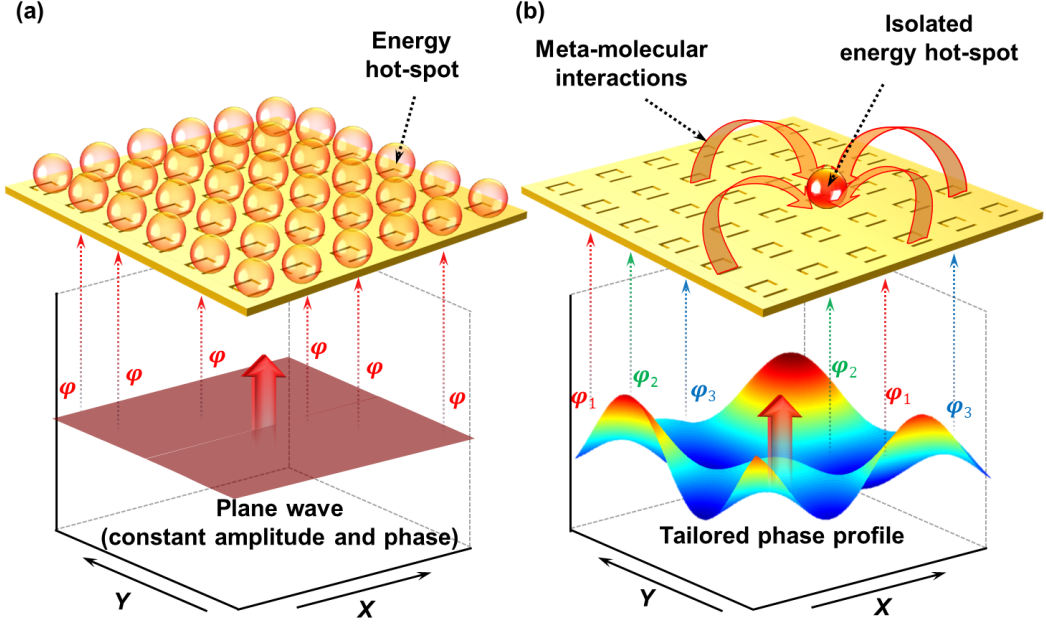 (a)
Energy
hot-spot
φ
φ
φ
φ
φ
φ
Plane wave
(constant amplitude and phase)
Y
X
(b)
Meta-molecular
interactions
Isolated
energy hot-spot
φ1
φ2
φ3
φ2
φ1
φ3
Tailored phase profile
Y
X